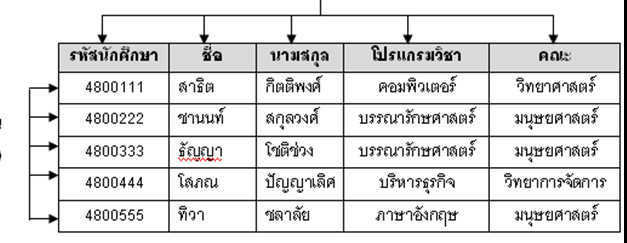 รหัสนักศึกษา ชื่อ นามสกุล โปรแกรมวิชา คณะ
4800111 สาธิต กิตติพงศ์ คอมพิวเตอร์ วิทยาศาสตร์
4800222 ชานนท์ สกุลวงศ์ บรรณารักษศาสตร์ มนุษยศาสตร์
4800333 ธัญญา โชติช่วง บรรณารักษศาสตร์ มนุษยศาสตร์
4800444 โสภณ ปัญญาเลิศ บริหารธุรกิจ วิทยาการจัดการ
4800555 ทิวา ชลาลัย ภาษาอังกฤษ มนุษยศาสตร์